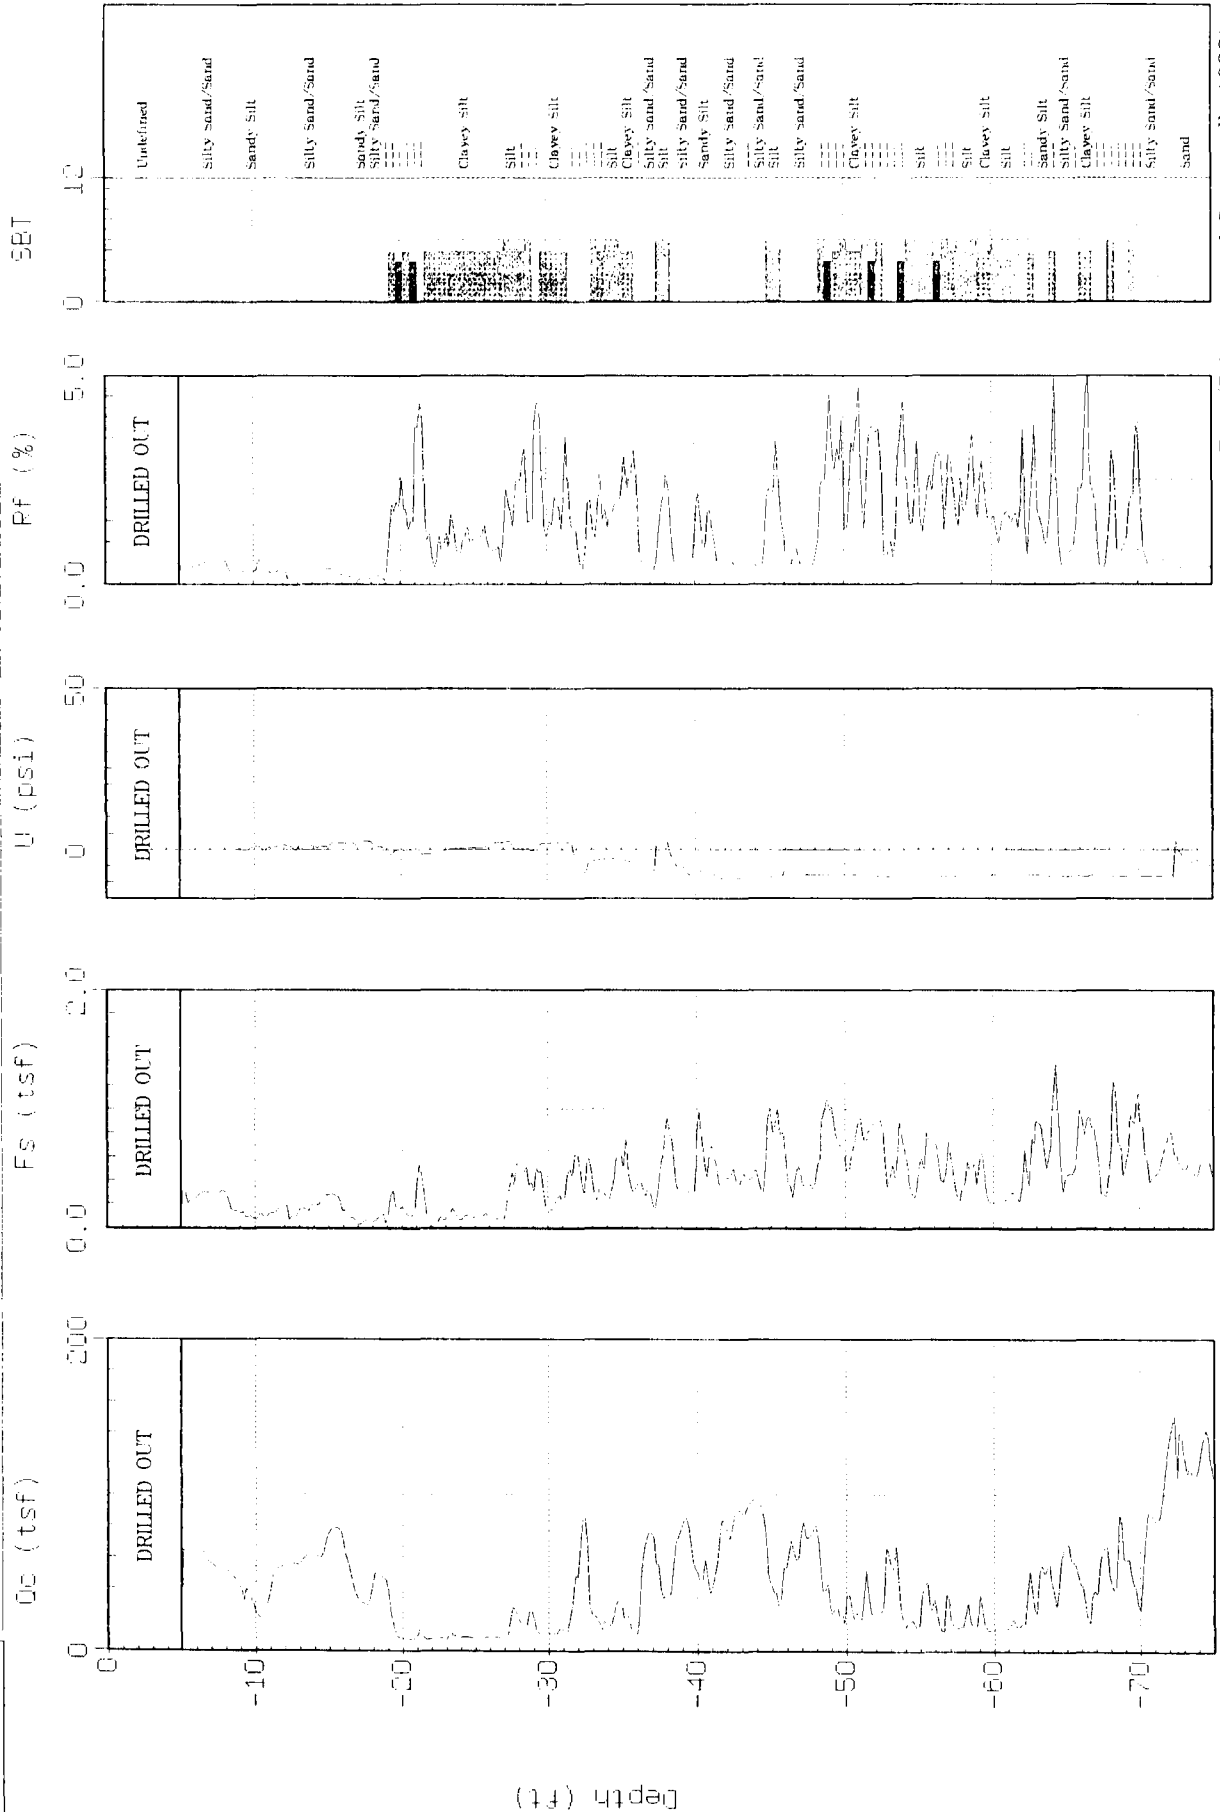 Qc (tsf)
Fs (tsf)
U (psi)
Rf (%)
SBT
0
200
0.0
2.0
0
50
0.0
5.0
0
12
Depth (ft)
0
-10
-20
-30
-40
-50
-60
-70
DRILLED OUT
DRILLED OUT
DRILLED OUT
DRILLED OUT
Undefined
Silty Sand/Sand
Sandy Silt
Silty Sand/Sand
Sandy Silt
Silty Sand/Sand
Clayey Silt
Silt
Clayey Silt
Silt
Clayey Silt
Silty Sand/Sand
Silt
Silty Sand/Sand
Sandy Silt
Silty Sand/Sand
Silty Sand/Sand
Silt
Silty Sand/Sand
Clayey Silt
Silt
Silt
Clayey Silt
Silt
Sandy Silt
Silty Sand/Sand
Clayey Silt
Silty Sand/Sand
Sand